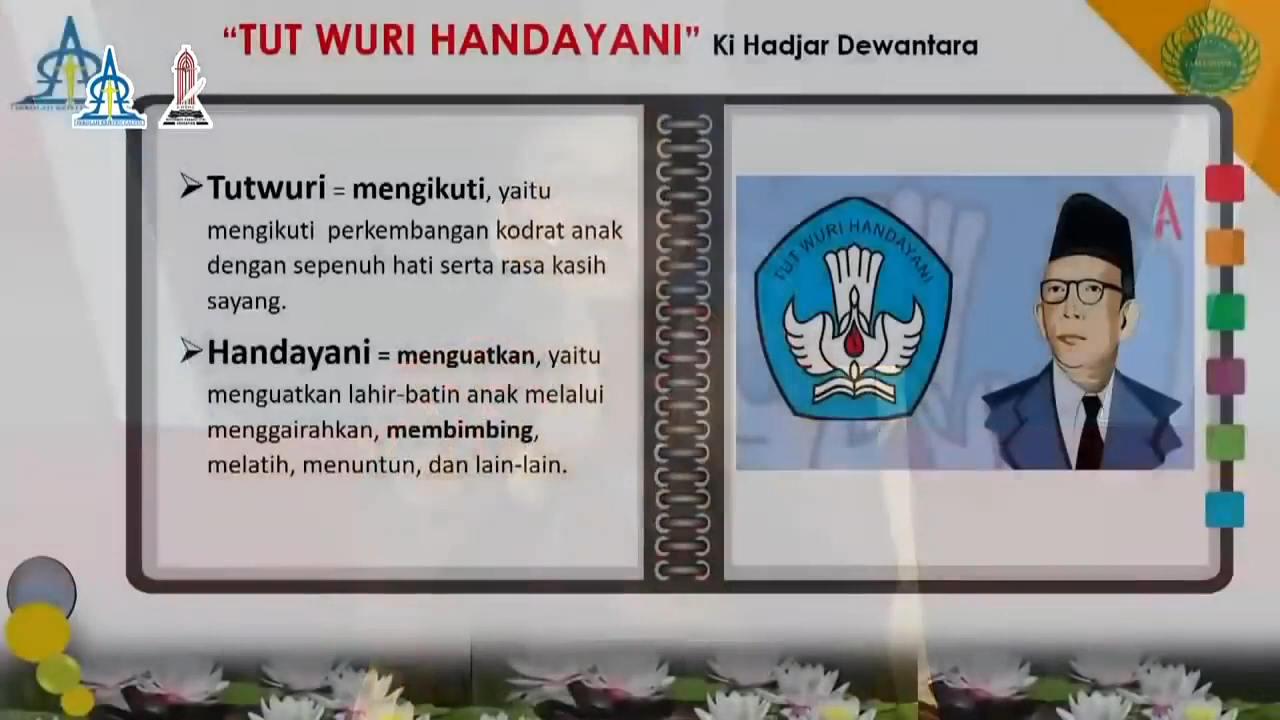 “TUT WURI HANDAYANI” Ki Hadjar Dewantara
Tutwuri = mengikuti, yaitu
mengikuti perkembangan kodrat anak
dengan sepenuh hati serta rasa kasih
sayang.
Handayani = menguatkan, yaitu
menguatkan lahir-batin anak melalui
menggairahkan, membimbing,
melatih, menuntun, dan lain-lain.
TUT WURI HANDAYANI
A